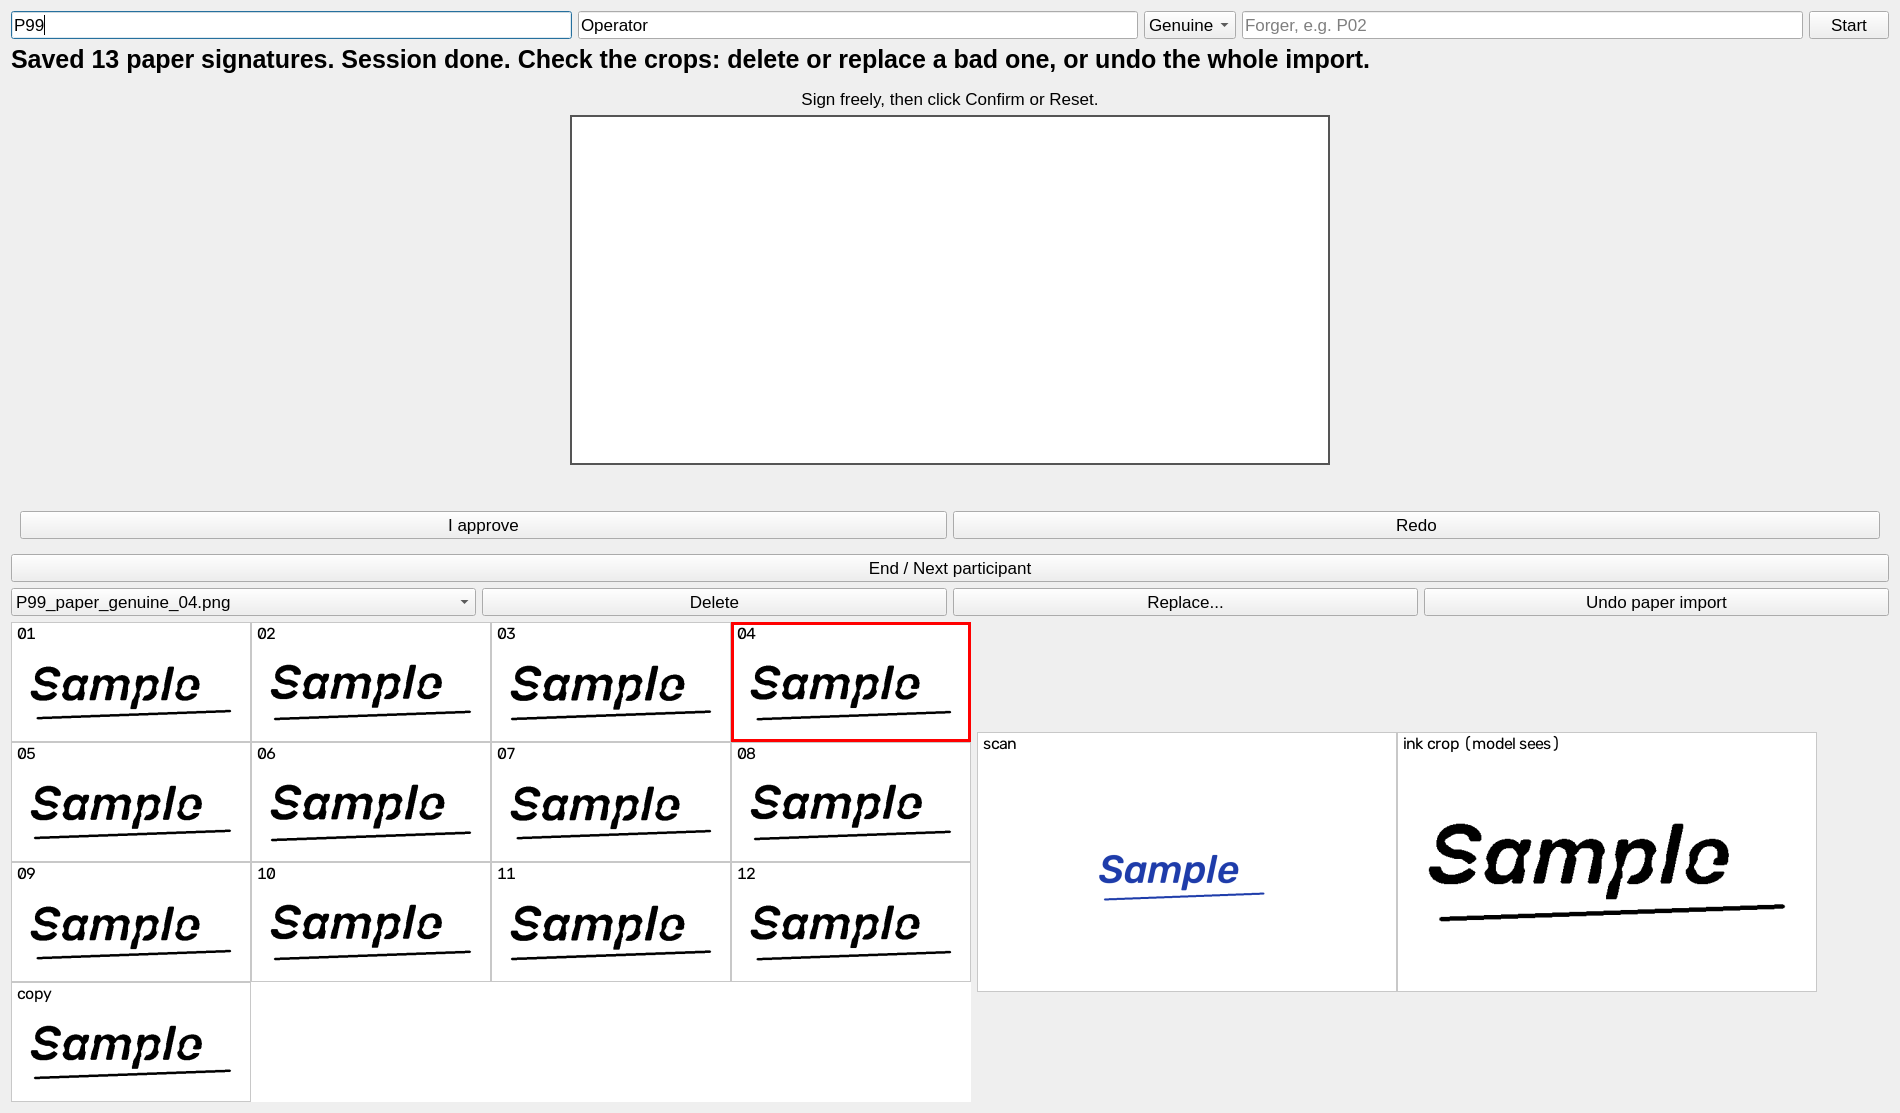 P99 Operator Genuine Forger, e.g. P02 Start
Saved 13 paper signatures. Session done. Check the crops: delete or replace a bad one, or undo the whole import.
Sign freely, then click Confirm or Reset.
I approve Redo
End / Next participant
P99_paper_genuine_04.png Delete Replace... Undo paper import
01 02 03 04
Sample Sample Sample Sample
05 06 07 08
Sample Sample Sample Sample
09 10 11 12
Sample Sample Sample Sample
copy
Sample
scan ink crop (model sees)
Sample Sample